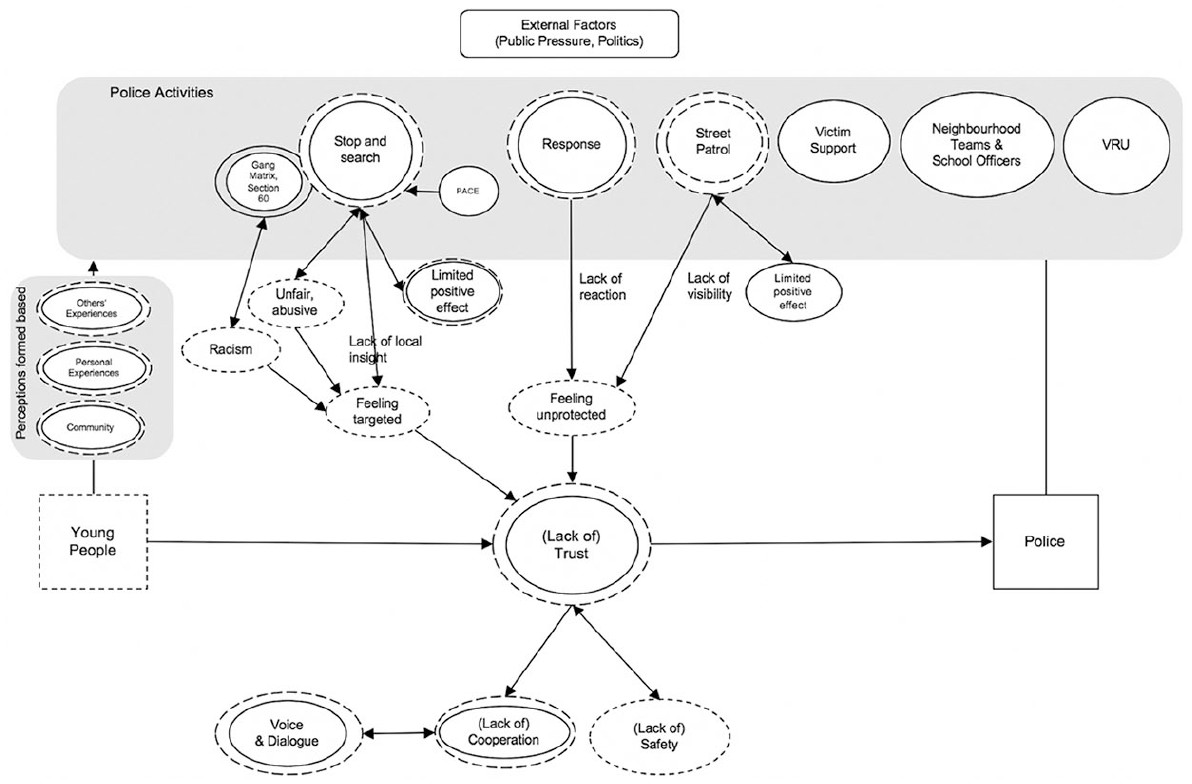 External Factors
(Public Pressure, Politics)
Police Activities
Stop and
search
Gang
Matrix,
Section
60
PACE
Response
Street
Patrol
Victim
Support
Neighbourhood
Teams &
School Officers
VRU
Perceptions formed based
Others'
Experiences
Personal
Experiences
Community
Unfair,
abusive
Racism
Limited
positive
effect
Lack of local
insight
Feeling
targeted
Lack of
reaction
Lack of
visibility
Limited
positive
effect
Feeling
unprotected
Young
People
(Lack of)
Trust
Police
Voice
& Dialogue
(Lack of)
Cooperation
(Lack of)
Safety